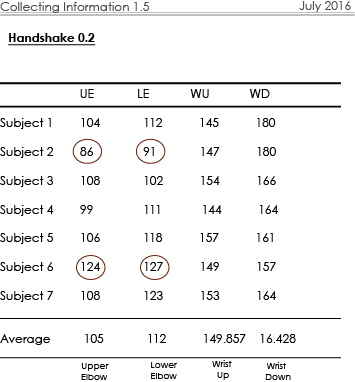 Collecting Information 1.5 July 2016
Handshake 0.2
UE LE WU WD
Subject 1 104 112 145 180
Subject 2 86 91 147 180
Subject 3 108 102 154 166
Subject 4 99 111 144 164
Subject 5 106 118 157 161
Subject 6 124 127 149 157
Subject 7 108 123 153 164
Average 105 112 149.857 16.428
Upper Elbow Lower Elbow Wrist Up Wrist Down